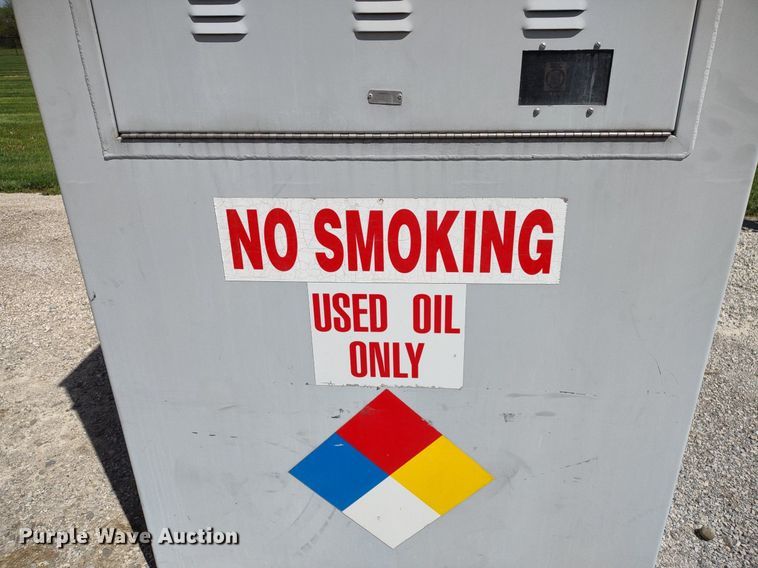 NO SMOKING
USED OIL
ONLY
Purple Wave Auction